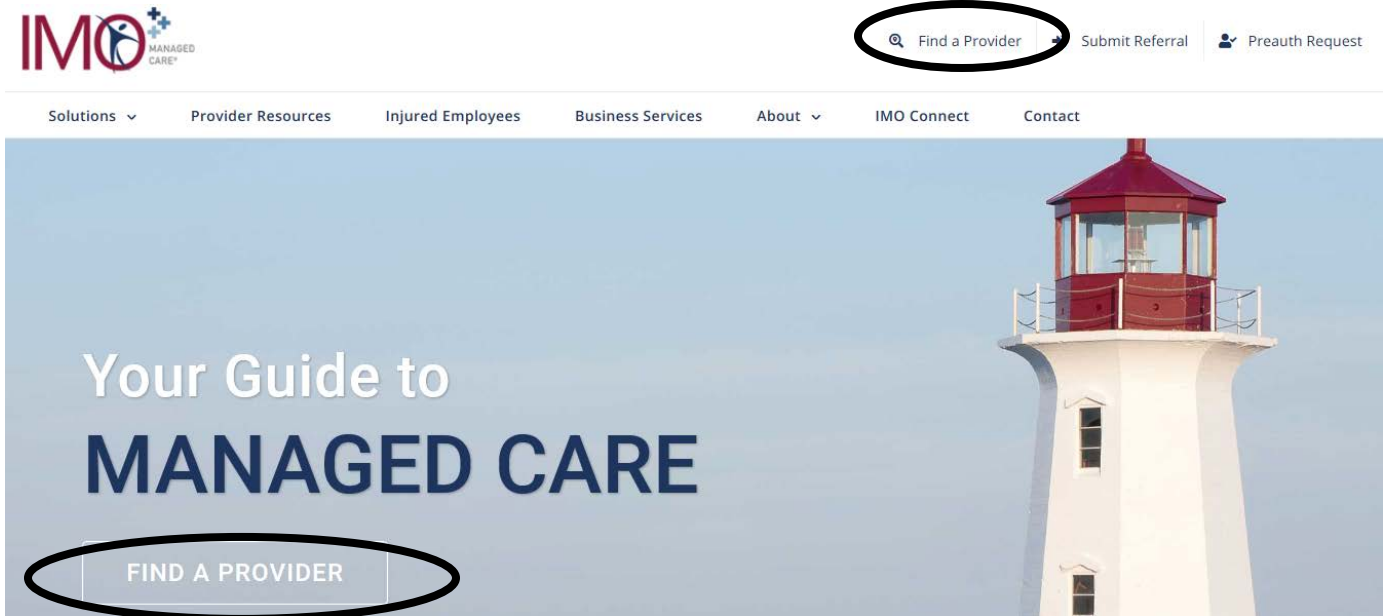 IMO MANAGED CARE®
Find a Provider Submit Referral Preauth Request
Solutions Provider Resources Injured Employees Business Services About IMO Connect Contact
Your Guide to
MANAGED CARE
FIND A PROVIDER